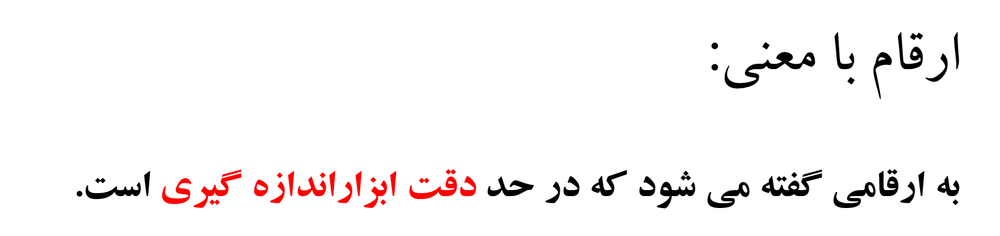 ارقام با معنی:
به ارقامی گفته می شود که در حد دقت ابزاراندازه گیری است.